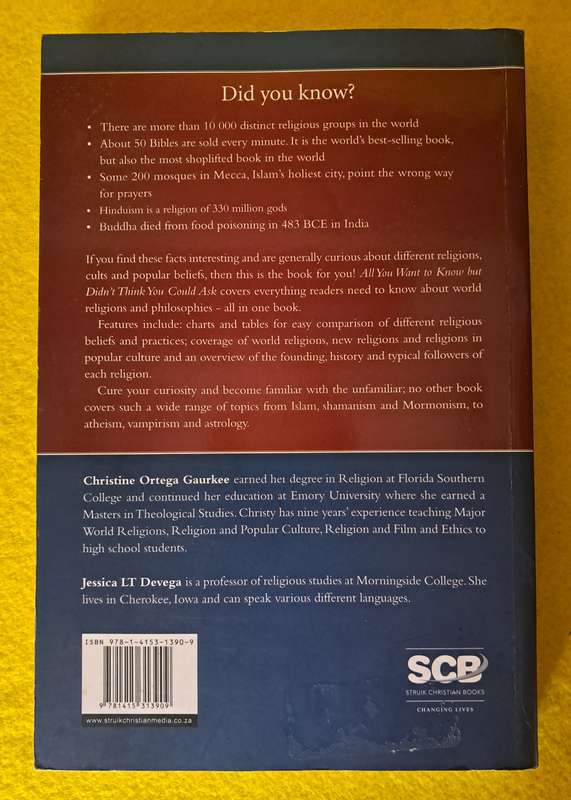 Did you know?
• There are more than 10 000 distinct religious groups in the world
• About 50 Bibles are sold every minute. It is the world's best-selling book,
but also the most shoplifted book in the world
• Some 200 mosques in Mecca, Islam's holiest city, point the wrong way
for prayers
• Hinduism is a religion of 330 million gods
• Buddha died from food poisoning in 483 BCE in India
If you find these facts interesting and are generally curious about different religions,
cults and popular beliefs, then this is the book for you! All You Want to Know but
Didn't Think You Could Ask covers everything readers need to know about world
religions and philosophies - all in one book.
Features include: charts and tables for easy comparison of different religious
beliefs and practices; coverage of world religions, new religions and religions in
popular culture and an overview of the founding, history and typical followers of
each religion.
Cure your curiosity and become familiar with the unfamiliar; no other book
covers such a wide range of topics from Islam, shamanism and Mormonism, to
atheism, vampirism and astrology.
Christine Ortega Gaurkee earned her degree in Religion at Florida Southern
College and continued her education at Emory University where she earned a
Masters in Theological Studies. Christy has nine years' experience teaching Major
World Religions, Religion and Popular Culture, Religion and Film and Ethics to
high school students.
Jessica LT Devega is a professor of religious studies at Morningside College. She
lives in Cherokee, Iowa and can speak various different languages.
ISBN 978-1-4153-1390-9
9 781415 313909
www.struikchristianmedia.co.za
SCB
STRUIK CHRISTIAN BOOKS
CHANGING LIVES